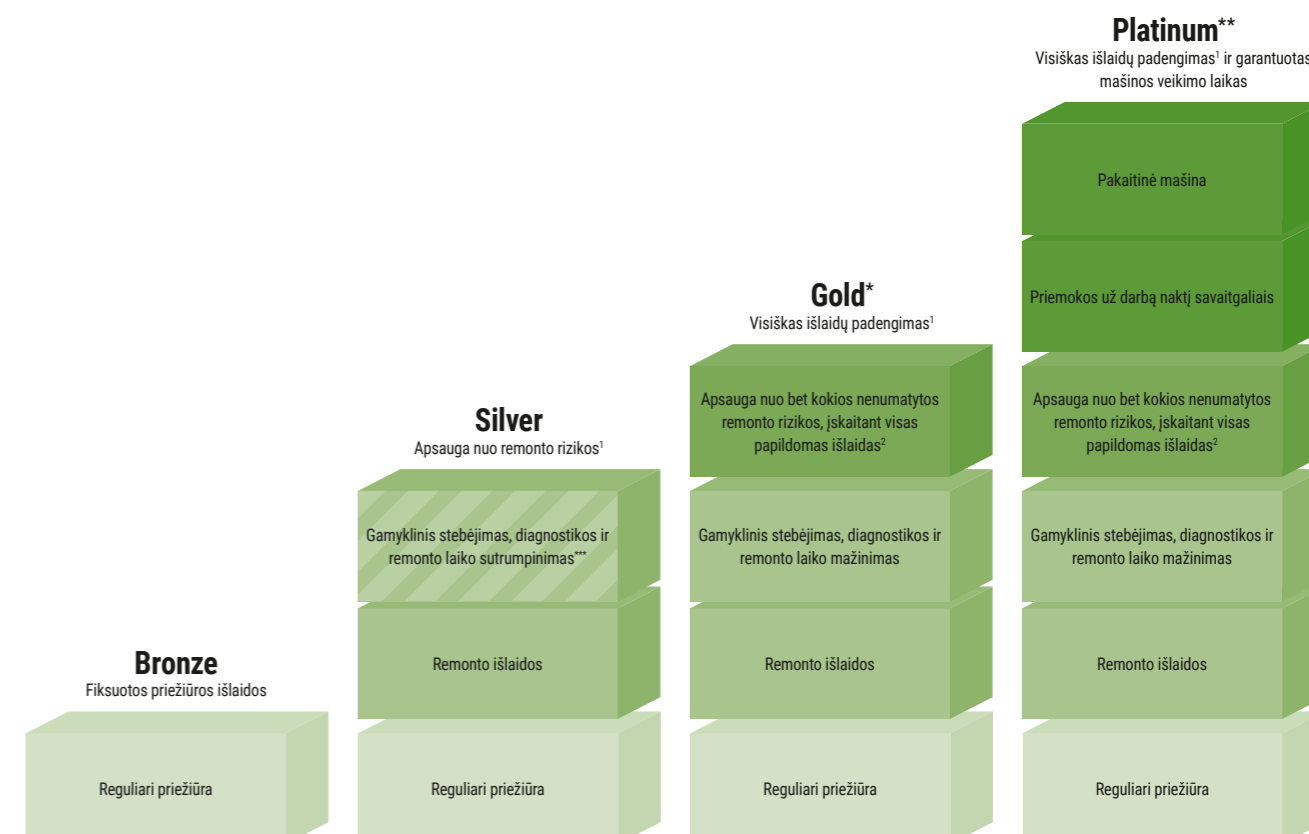 Platinum**
Visiškas išlaidų padengimas¹ ir garantuotas
mašinos veikimo laikas
Pakaitinė mašina
Priemokos už darbą naktį savaitgaliais
Apsauga nuo bet kokios nenumatytos
remonto rizikos, įskaitant visas
papildomas išlaidas²
Gamyklinis stebėjimas, diagnostikos ir
remonto laiko mažinimas
Remonto išlaidos
Reguliari priežiūra
Gold*
Visiškas išlaidų padengimas¹
Apsauga nuo bet kokios nenumatytos
remonto rizikos, įskaitant visas
papildomas išlaidas²
Gamyklinis stebėjimas, diagnostikos ir
remonto laiko mažinimas
Remonto išlaidos
Reguliari priežiūra
Silver
Apsauga nuo remonto rizikos¹
Gamyklinis stebėjimas, diagnostikos ir
remonto laiko sutrumpinimas***
Remonto išlaidos
Reguliari priežiūra
Bronze
Fiksuotos priežiūros išlaidos
Reguliari priežiūra